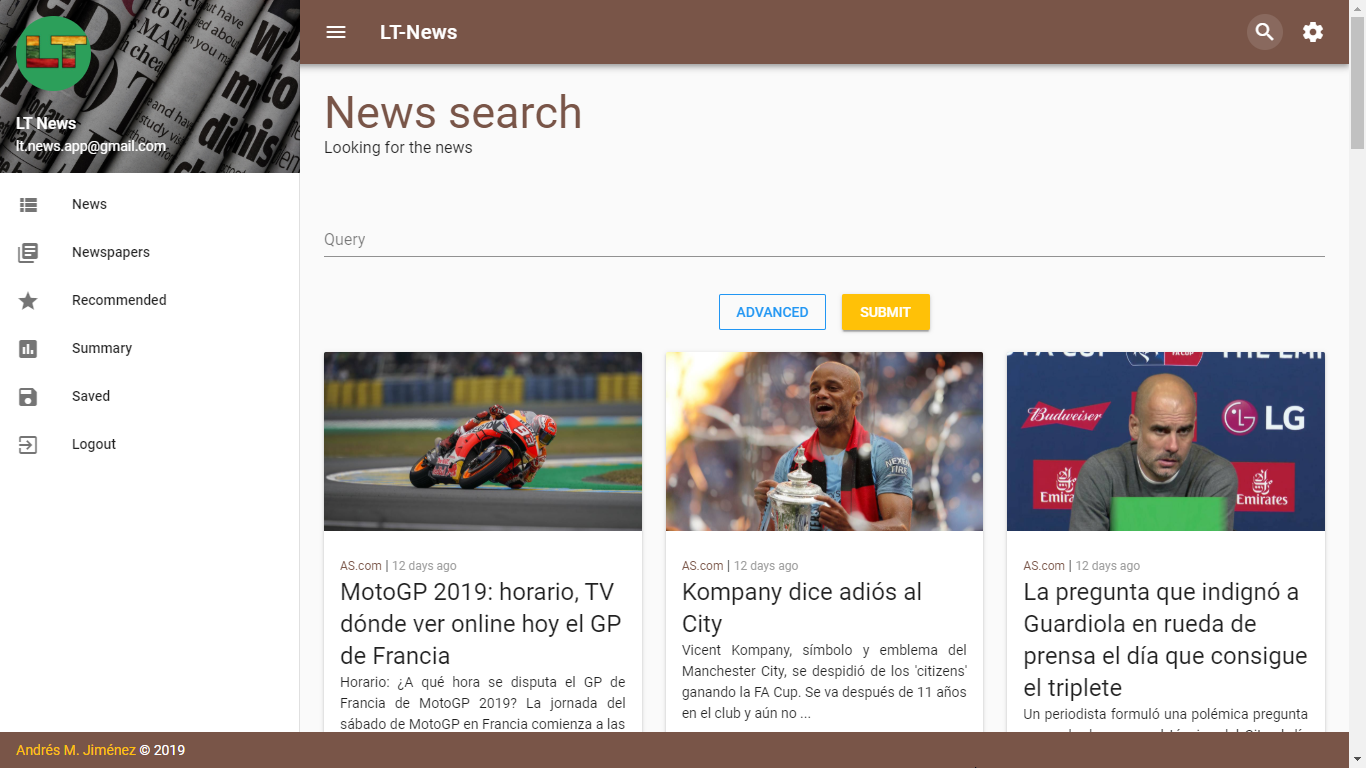 LT
LT News
lt.news.app@gmail.com
News
Newspapers
Recommended
Summary
Saved
Logout
LT-News
News search
Looking for the news
Query
ADVANCED
SUBMIT
Budweiser
LG
Emirates
AS.com | 12 days ago
MotoGP 2019: horario, TV
dónde ver online hoy el GP
de Francia
Horario: ¿A qué hora se disputa el GP de
Francia de MotoGP 2019? La jornada del
sábado de MotoGP en Francia comienza a las
AS.com | 12 days ago
Kompany dice adiós al
City
Vicent Kompany, símbolo y emblema del
Manchester City, se despidió de los 'citizens'
ganando la FA Cup. Se va después de 11 años
en el club y aún no ...
AS.com | 12 days ago
La pregunta que indignó a
Guardiola en rueda de
prensa el día que consigue
el triplete
Un periodista formuló una polémica pregunta
Andrés M. Jiménez © 2019